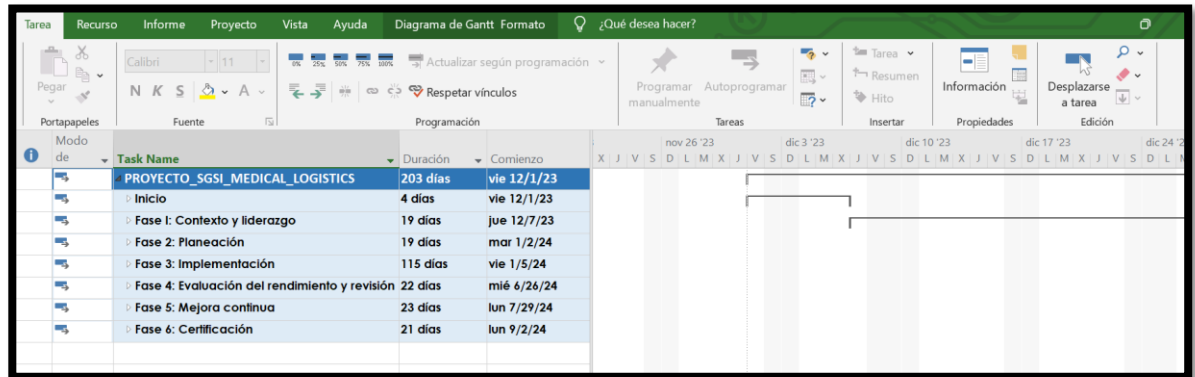 Tarea Recurso Informe Proyecto Vista Ayuda Diagrama de Gantt Formato ¿Qué desea hacer?
Calibri 11 0% 25% 50% 75% 100% Actualizar según programación Tarea
Pegar N K S A Respetar vínculos Programar manualmente Autoprogramar Resumen Información Desplazarse a tarea
Hito
Portapapeles Fuente Programación Tareas Insertar Propiedades Edición
nov 26 '23 dic 3 '23 dic 10 '23 dic 17 '23 dic 24 '2
Modo de Task Name Duración Comienzo X J V S D L M X J V S D L M X J V S D L M X J V S D L M X J V S D L M
PROYECTO_SGSI_MEDICAL_LOGISTICS 203 días vie 12/1/23
Inicio 4 días vie 12/1/23
Fase I: Contexto y liderazgo 19 días jue 12/7/23
Fase 2: Planeación 19 días mar 1/2/24
Fase 3: Implementación 115 días vie 1/5/24
Fase 4: Evaluación del rendimiento y revisión 22 días mié 6/26/24
Fase 5: Mejora continua 23 días lun 7/29/24
Fase 6: Certificación 21 días lun 9/2/24